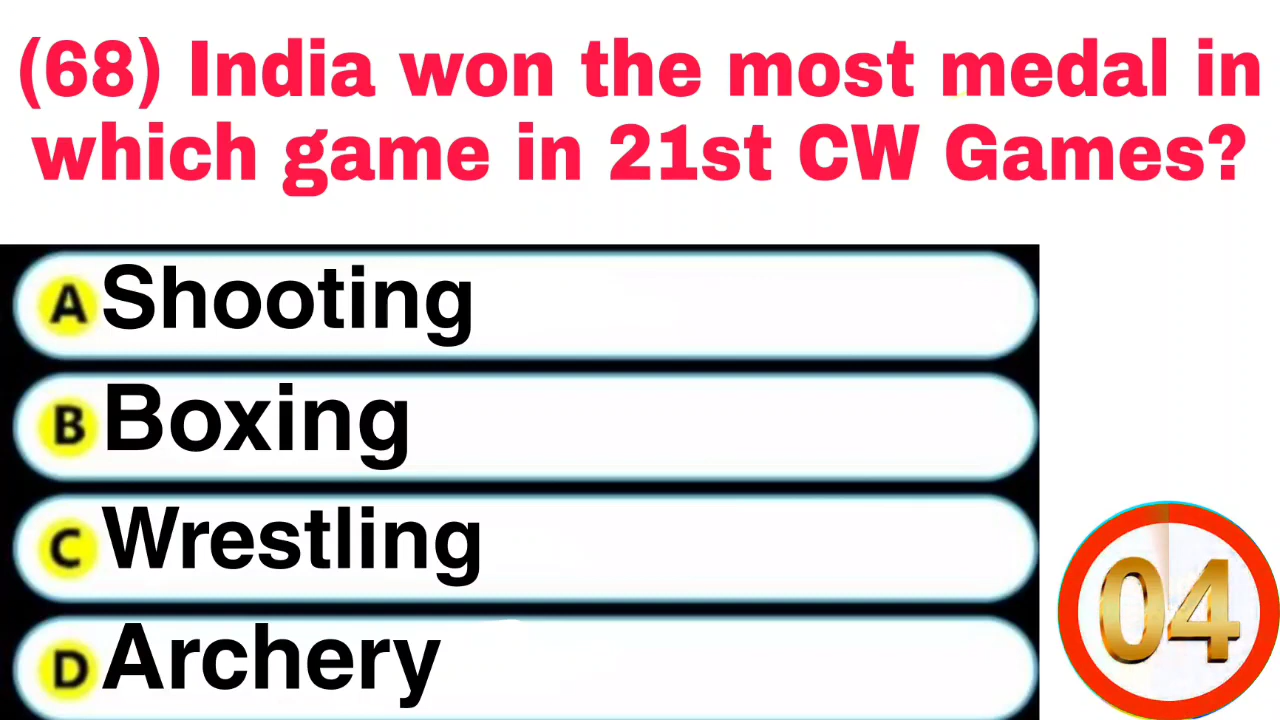 (68) India won the most medal in
which game in 21st CW Games?
A Shooting
B Boxing
C Wrestling
D Archery
04